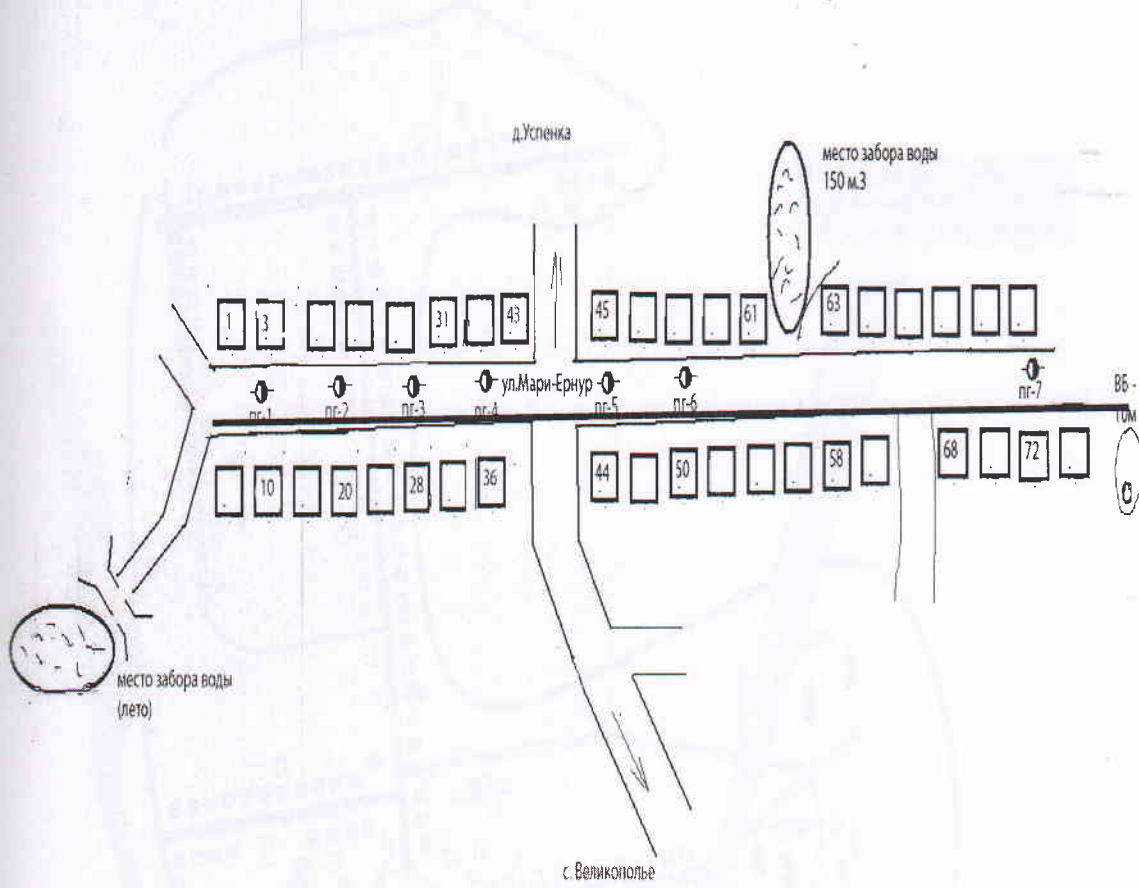 д.Успенка
место забора воды
150 м.3
1 3 31 43 45 61 63
ул.Мари-Ернур
пг-1 пг-2 пг-3 пг-4 пг-5 пг-6 пг-7
ВБ -
10м
10 20 28 36 44 50 58 68 72
место забора воды
(лето)
с. Великополье